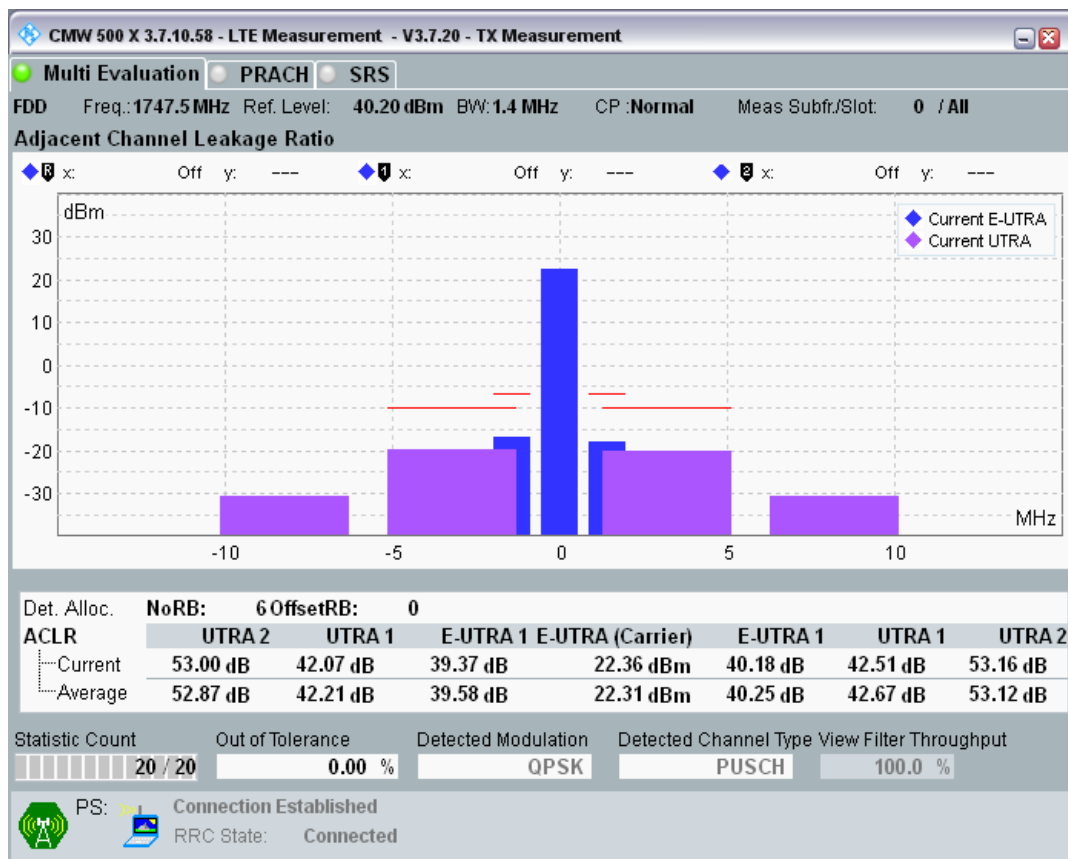 CMW 500 X 3.7.10.58 - LTE Measurement - V3.7.20 - TX Measurement
Multi Evaluation PRACH SRS
FDD Freq.: 1747.5 MHz Ref. Level: 40.20 dBm BW: 1.4 MHz CP :Normal Meas Subfr./Slot: 0 / All
Adjacent Channel Leakage Ratio
R x: Off y: --- 1 x: Off y: --- 2 x: Off y: ---
dBm
Current E-UTRA
Current UTRA
30
20
10
0
-10
-20
-30
MHz
-10 -5 0 5 10
Det. Alloc. NoRB: 6 OffsetRB: 0
ACLR UTRA 2 UTRA 1 E-UTRA 1 E-UTRA (Carrier) E-UTRA 1 UTRA 1 UTRA 2
Current 53.00 dB 42.07 dB 39.37 dB 22.36 dBm 40.18 dB 42.51 dB 53.16 dB
Average 52.87 dB 42.21 dB 39.58 dB 22.31 dBm 40.25 dB 42.67 dB 53.12 dB
Statistic Count Out of Tolerance Detected Modulation Detected Channel Type View Filter Throughput
20 / 20 0.00 % QPSK PUSCH 100.0 %
PS: Connection Established
RRC State: Connected